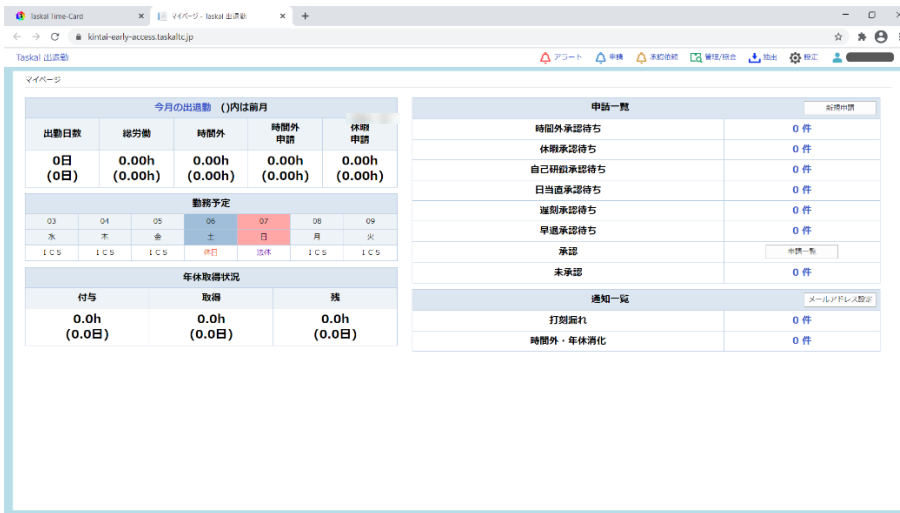 Taskal Time-Card
マイページ - Taskal 出退勤
kintai-early-access.taskaltc.jp
Taskal 出退勤
アラート 申請 承認依頼 管理/照会 抽出 設定
マイページ
今月の出退勤 ()内は前月
出勤日数 総労働 時間外 時間外申請 休暇申請
0日 0.00h 0.00h 0.00h 0.00h
(0日) (0.00h) (0.00h) (0.00h) (0.00h)
勤務予定
03 04 05 06 07 08 09
水 木 金 土 日 月 火
ICS ICS ICS 休日 法休 ICS ICS
年休取得状況
付与 取得 残
0.0h 0.0h 0.0h
(0.0日) (0.0日) (0.0日)
申請一覧 新規申請
時間外承認待ち 0 件
休暇承認待ち 0 件
自己研鑽承認待ち 0 件
日当直承認待ち 0 件
遅刻承認待ち 0 件
早退承認待ち 0 件
承認 申請一覧
未承認 0 件
通知一覧 メールアドレス設定
打刻漏れ 0 件
時間外・年休消化 0 件